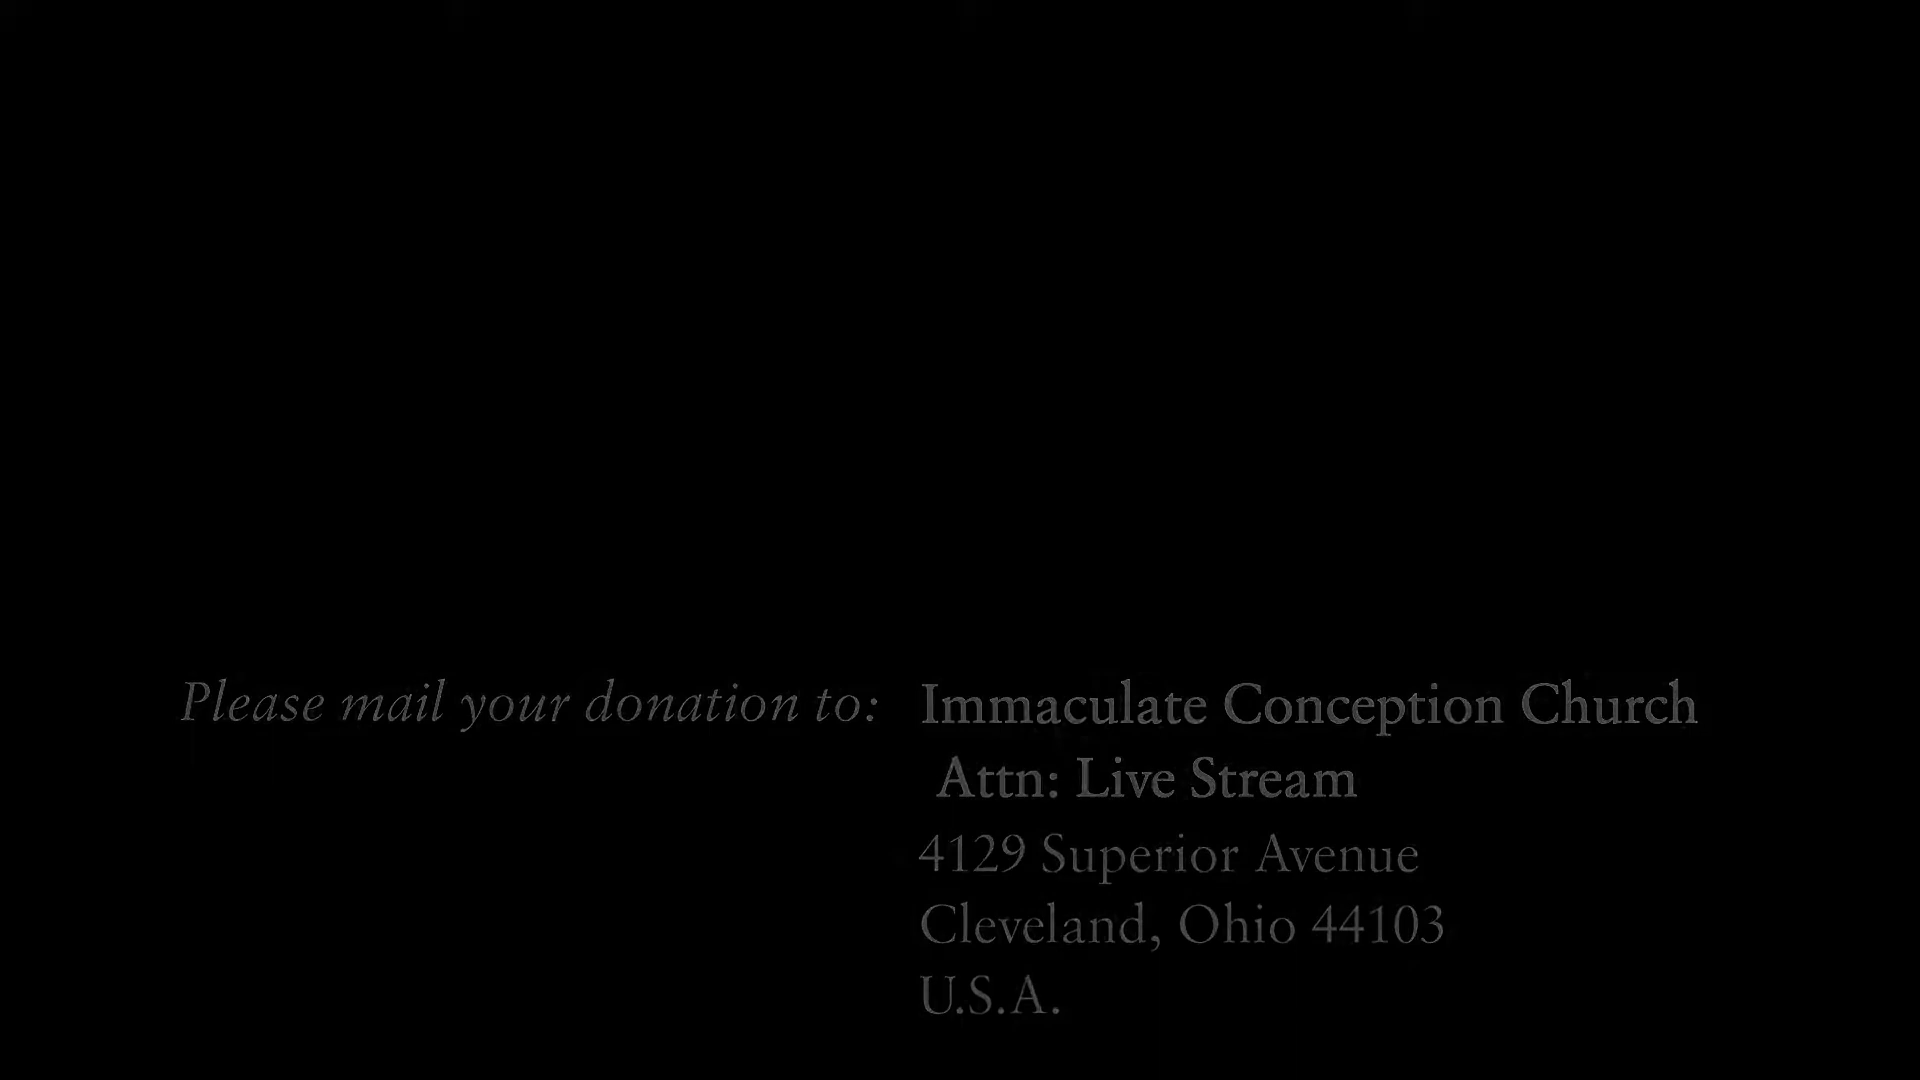 Please mail your donation to: Immaculate Conception Church
Attn: Live Stream
4129 Superior Avenue
Cleveland, Ohio 44103
U.S.A.